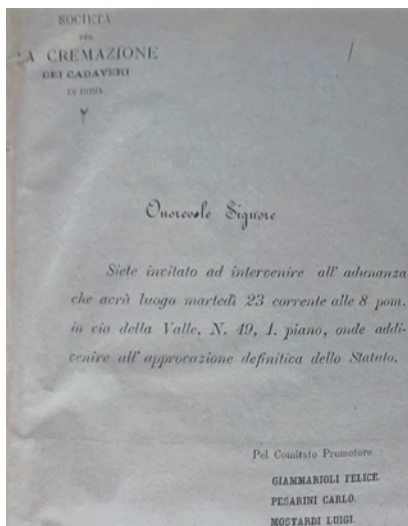 SOCIETÀ
PER
LA CREMAZIONE
DEI CADAVERI
IN ROMA
Onorevole Signore
Siete invitato ad intervenire all' adunanza
che avrà luogo martedì 23 corrente alle 8 pom.
in via della Valle, N. 49, 1. piano, onde addi-
venire all' approvazione definitiva dello Statuto.
Pel Comitato Promotore
GIAMMARIOLI FELICE.
PESARINI CARLO.
MOSTARDI LUIGI.